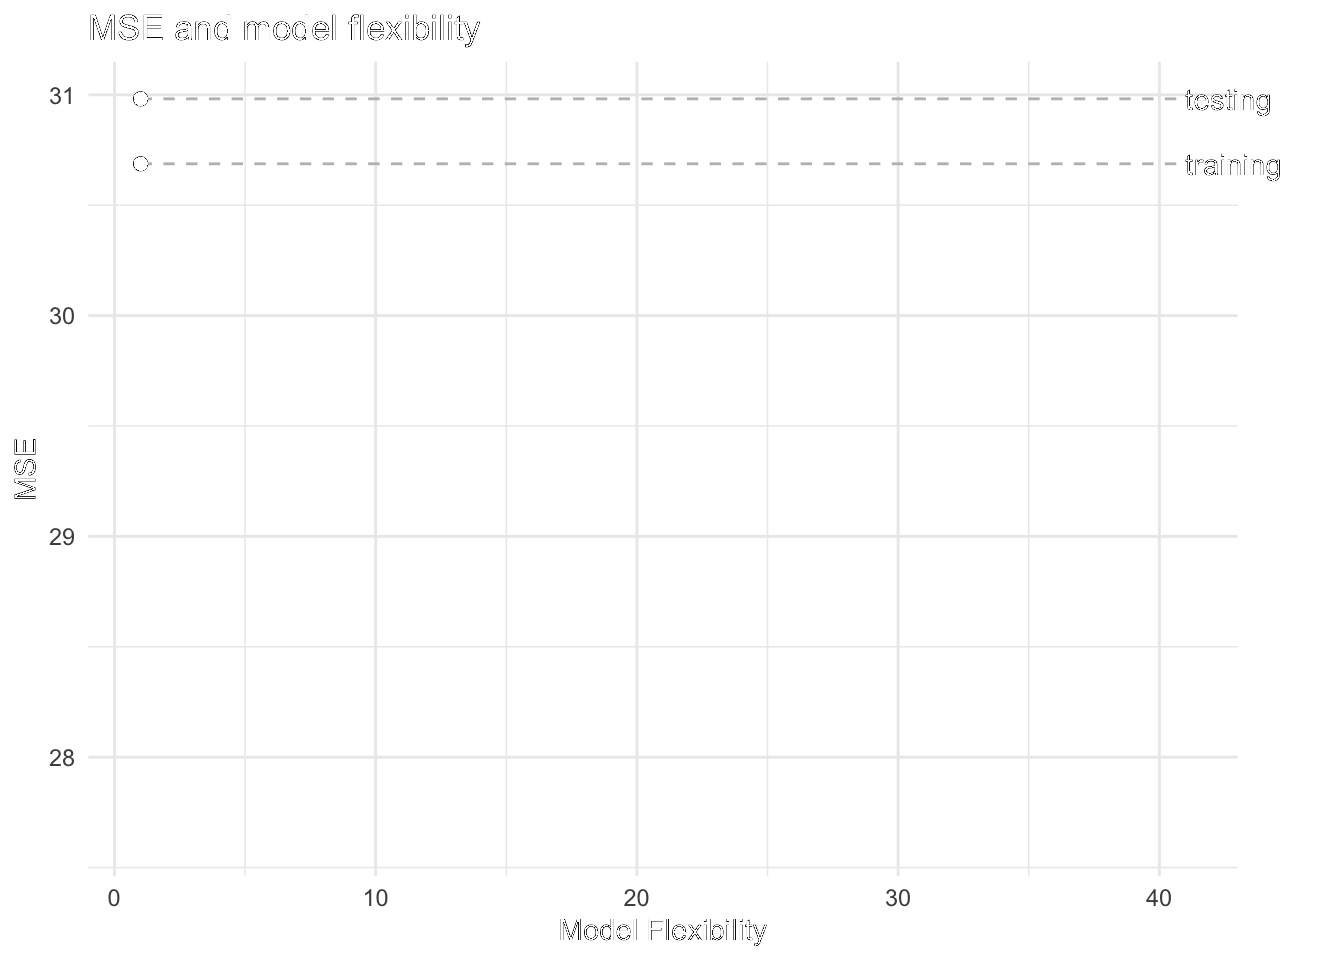 MSE and model flexibility
31
testing
training
30
MSE
29
28
0 10 20 30 40
Model Flexibility